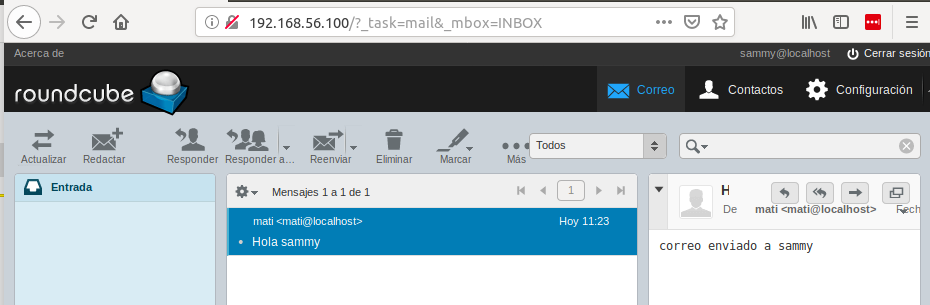 192.168.56.100/?_task=mail&_mbox=INBOX
Acerca de
sammy@localhost
Cerrar sesión
roundcube
Correo
Contactos
Configuración
Actualizar
Redactar
Responder
Responder a...
Reenviar
Eliminar
Marcar
Más
Todos
Entrada
Mensajes 1 a 1 de 1
1
mati <mati@localhost>
Hoy 11:23
Hola sammy
H
De
mati <mati@localhost>
Fech
correo enviado a sammy